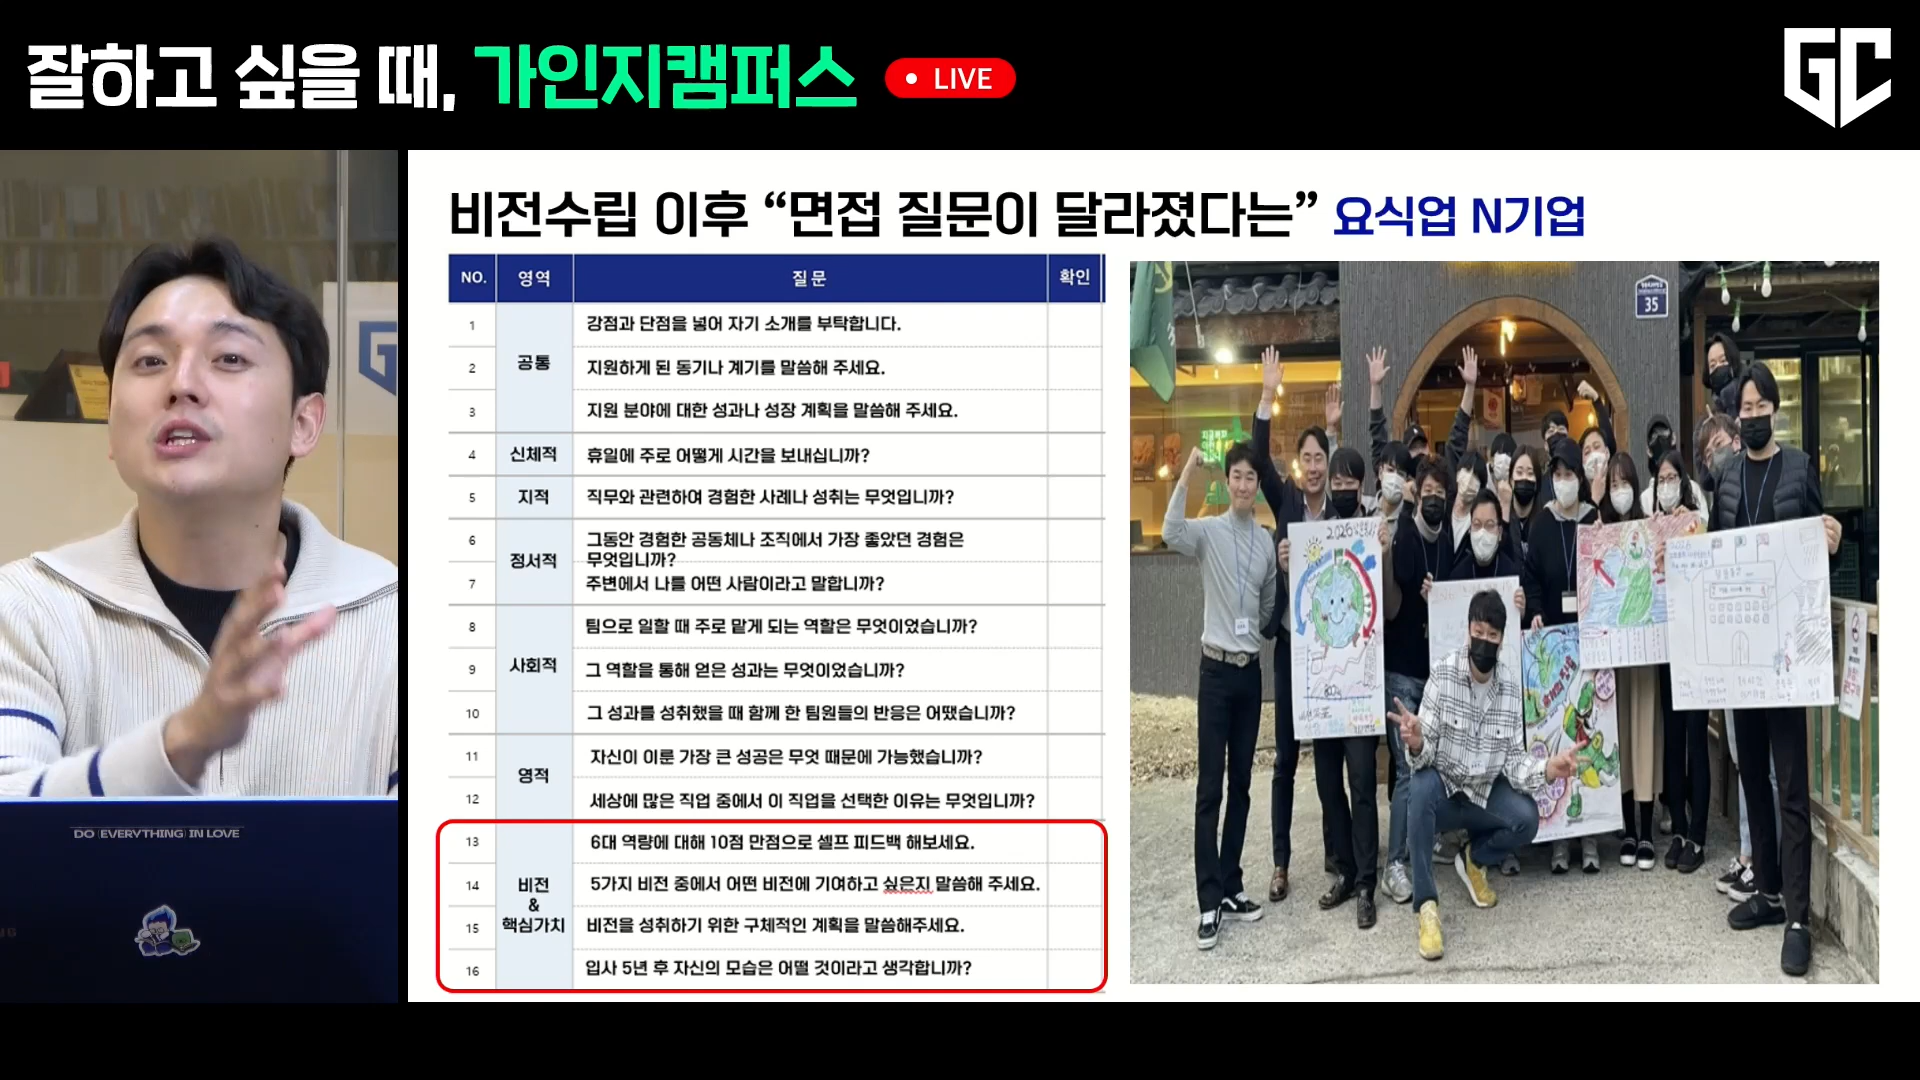 잘하고 싶을 때, 가인지캠퍼스
LIVE
GC
비전수립 이후 “면접 질문이 달라졌다는” 요식업 N기업
NO. 영역 질문 확인
1 공통 강점과 단점을 넣어 자기 소개를 부탁합니다.
2 지원하게 된 동기나 계기를 말씀해 주세요.
3 지원 분야에 대한 성과나 성장 계획을 말씀해 주세요.
4 신체적 휴일에 주로 어떻게 시간을 보내십니까?
5 지적 직무와 관련하여 경험한 사례나 성취는 무엇입니까?
6 정서적 그동안 경험한 공동체나 조직에서 가장 좋았던 경험은
무엇입니까?
7 주변에서 나를 어떤 사람이라고 말합니까?
8 사회적 팀으로 일할 때 주로 맡게 되는 역할은 무엇이었습니까?
9 그 역할을 통해 얻은 성과는 무엇이었습니까?
10 그 성과를 성취했을 때 함께 한 팀원들의 반응은 어땠습니까?
11 영적 자신이 이룬 가장 큰 성공은 무엇 때문에 가능했습니까?
12 세상에 많은 직업 중에서 이 직업을 선택한 이유는 무엇입니까?
13 비전 & 핵심가치 6대 역량에 대해 10점 만점으로 셀프 피드백 해보세요.
14 5가지 비전 중에서 어떤 비전에 기여하고 싶은지 말씀해 주세요.
15 비전을 성취하기 위한 구체적인 계획을 말씀해주세요.
16 입사 5년 후 자신의 모습은 어떨 것이라고 생각합니까?
35
2026
DO EVERYTHING IN LOVE